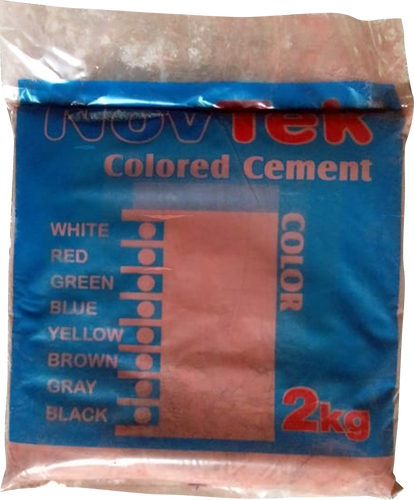 NovTek
Colored Cement
WHITE
RED
GREEN
BLUE
YELLOW
BROWN
GRAY
BLACK
COLOR
2kg